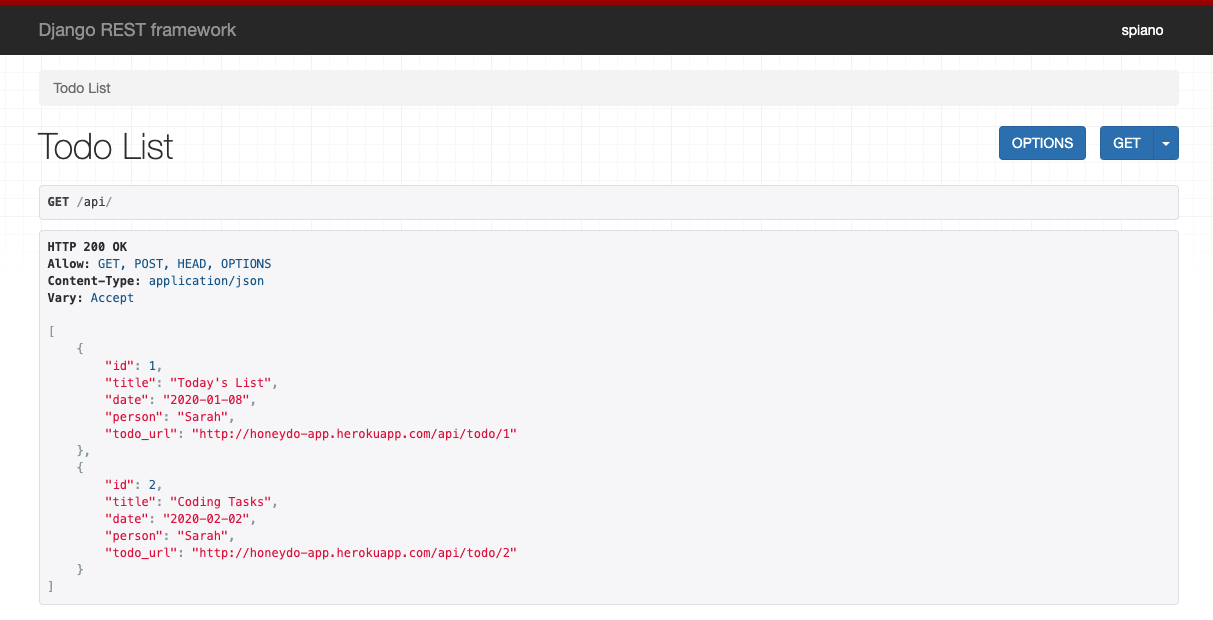 Django REST framework
spiano
Todo List
Todo List
OPTIONS
GET
GET /api/
HTTP 200 OK
Allow: GET, POST, HEAD, OPTIONS
Content-Type: application/json
Vary: Accept
[
    {
        "id": 1,
        "title": "Today's List",
        "date": "2020-01-08",
        "person": "Sarah",
        "todo_url": "http://honeydo-app.herokuapp.com/api/todo/1"
    },
    {
        "id": 2,
        "title": "Coding Tasks",
        "date": "2020-02-02",
        "person": "Sarah",
        "todo_url": "http://honeydo-app.herokuapp.com/api/todo/2"
    }
]